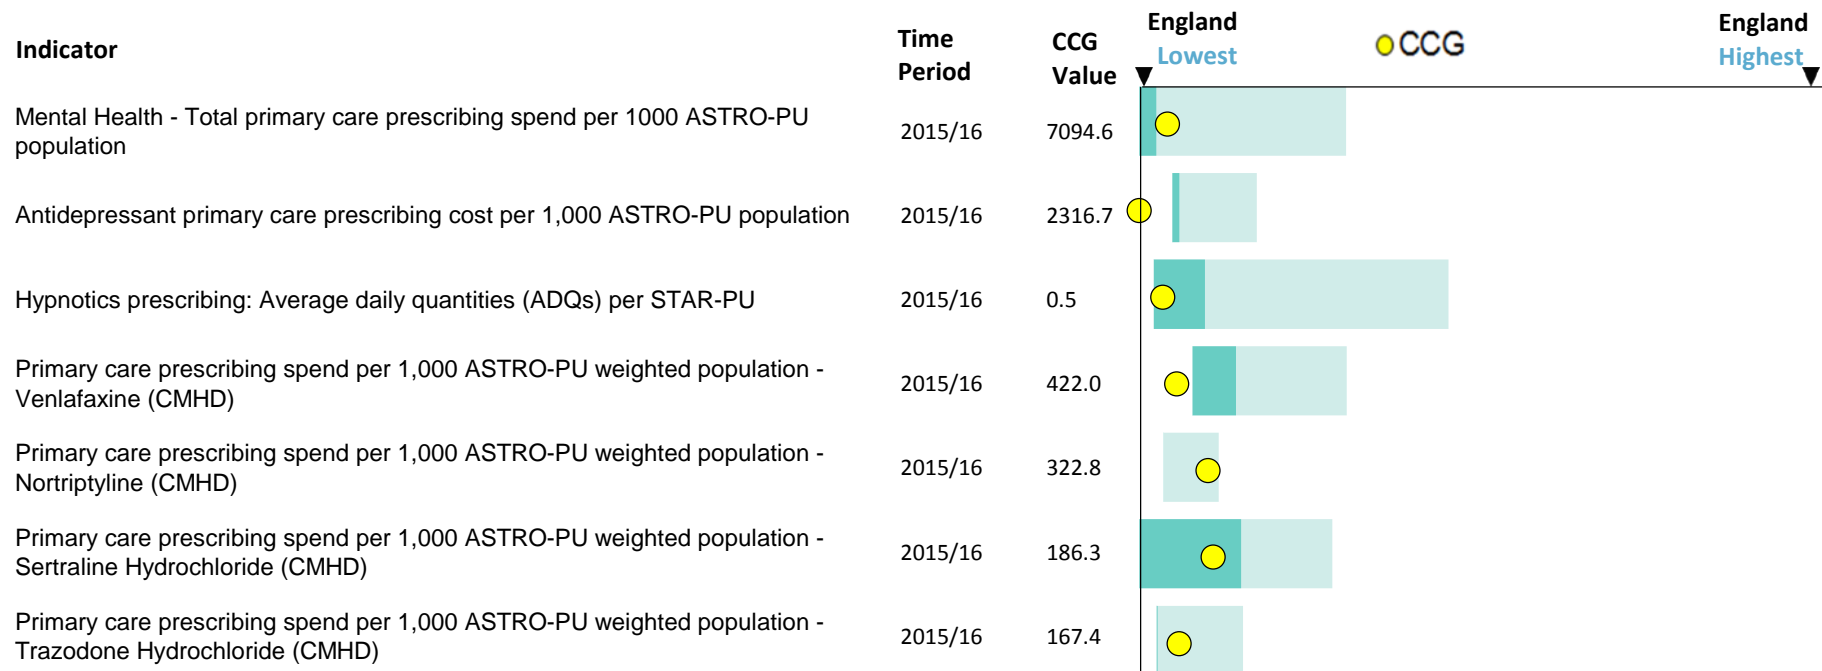 Indicator
Time
Period
CCG
Value
England
Lowest
CCG
England
Highest
Mental Health - Total primary care prescribing spend per 1000 ASTRO-PU
population
2015/16
7094.6
Antidepressant primary care prescribing cost per 1,000 ASTRO-PU population
2015/16
2316.7
Hypnotics prescribing: Average daily quantities (ADQs) per STAR-PU
2015/16
0.5
Primary care prescribing spend per 1,000 ASTRO-PU weighted population -
Venlafaxine (CMHD)
2015/16
422.0
Primary care prescribing spend per 1,000 ASTRO-PU weighted population -
Nortriptyline (CMHD)
2015/16
322.8
Primary care prescribing spend per 1,000 ASTRO-PU weighted population -
Sertraline Hydrochloride (CMHD)
2015/16
186.3
Primary care prescribing spend per 1,000 ASTRO-PU weighted population -
Trazodone Hydrochloride (CMHD)
2015/16
167.4